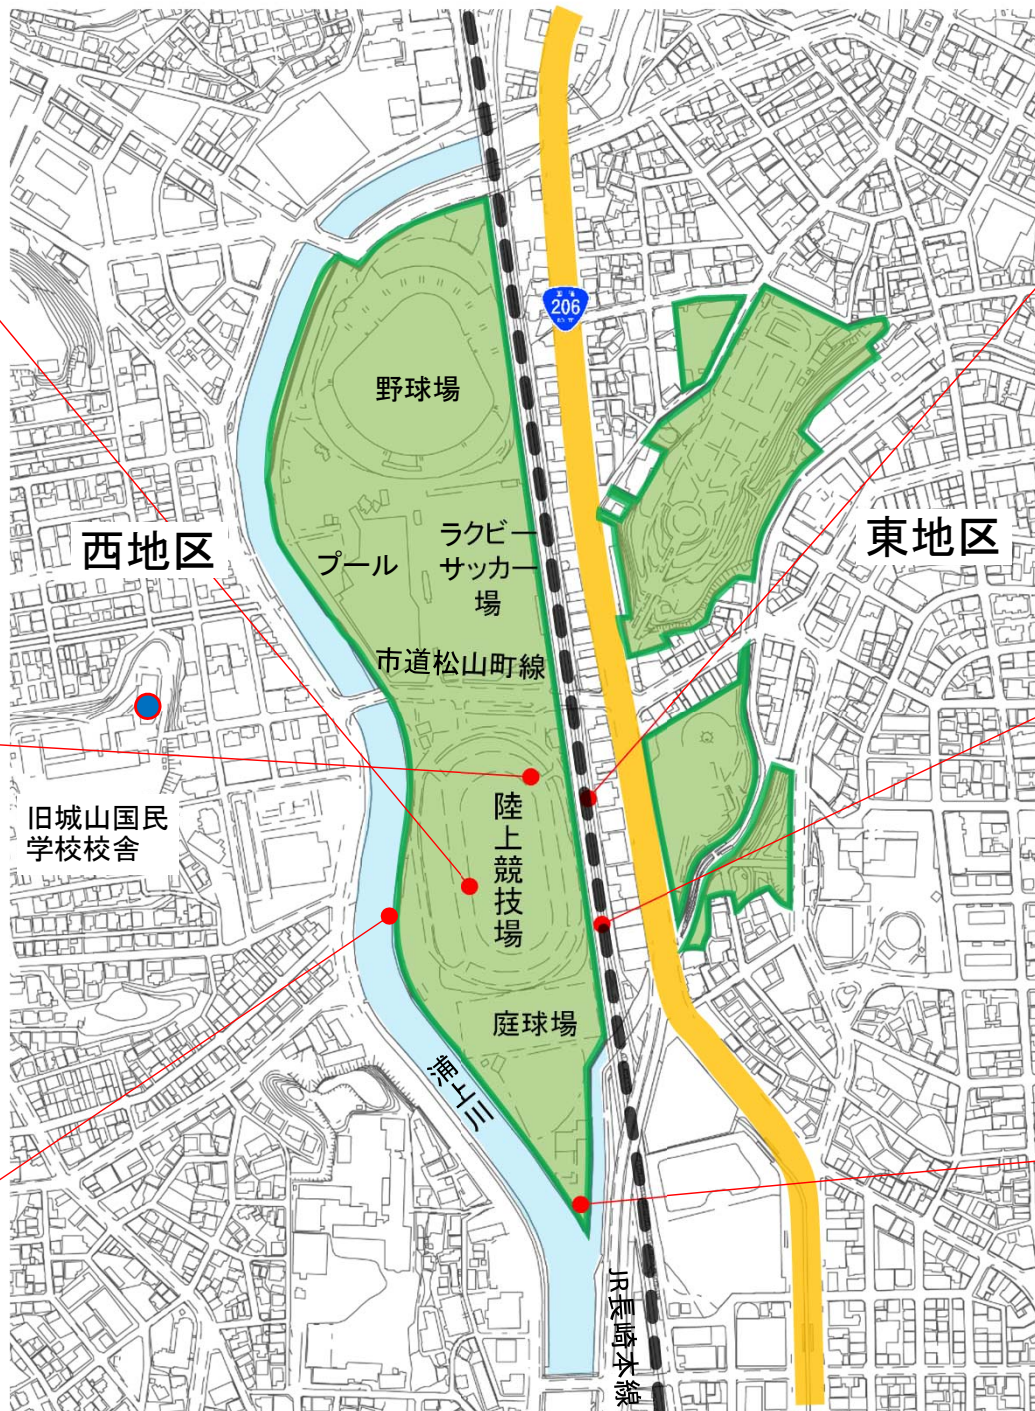 206
野球場
ラクビー
サッカー
場
プール
西地区
東地区
市道松山町線
旧城山国民
学校校舎
陸上競技場
庭球場
浦上川
JR長崎本線